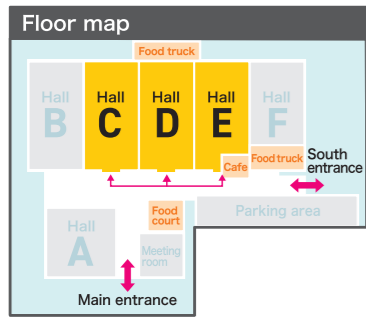 Floor map
Food truck
Hall
B
Hall
C
Hall
D
Hall
E
Hall
F
Cafe
Food truck
South
entrance
Food
court
Parking area
Hall
A
Meeting
room
Main entrance